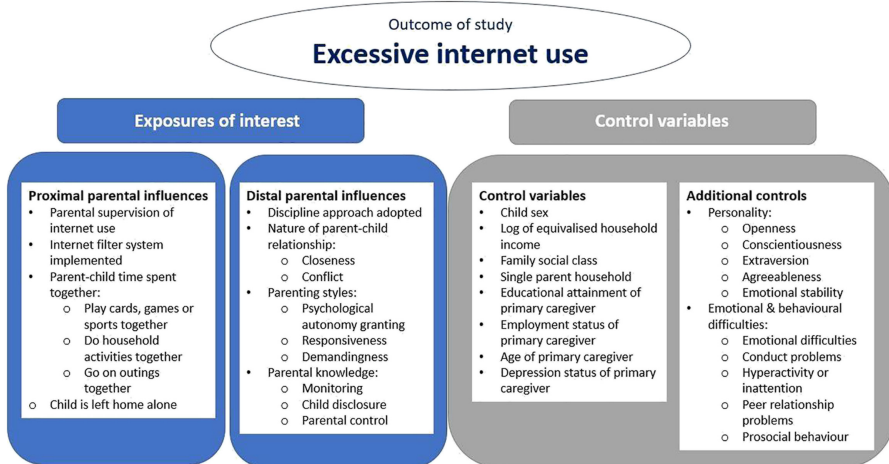 Outcome of study
Excessive internet use
Exposures of interest
Control variables
Proximal parental influences
• Parental supervision of
internet use
• Internet filter system
implemented
• Parent-child time spent
together:
o Play cards, games or
sports together
o Do household
activities together
o Go on outings
together
o Child is left home alone
Distal parental influences
• Discipline approach adopted
• Nature of parent-child
relationship:
o Closeness
o Conflict
• Parenting styles:
o Psychological
autonomy granting
o Responsiveness
o Demandingness
• Parental knowledge:
o Monitoring
o Child disclosure
o Parental control
Control variables
• Child sex
• Log of equivalised household
income
• Family social class
• Single parent household
• Educational attainment of
primary caregiver
• Employment status of
primary caregiver
• Age of primary caregiver
• Depression status of primary
caregiver
Additional controls
• Personality:
o Openness
o Conscientiousness
o Extraversion
o Agreeableness
o Emotional stability
• Emotional & behavioural
difficulties:
o Emotional difficulties
o Conduct problems
o Hyperactivity or
inattention
o Peer relationship
problems
o Prosocial behaviour